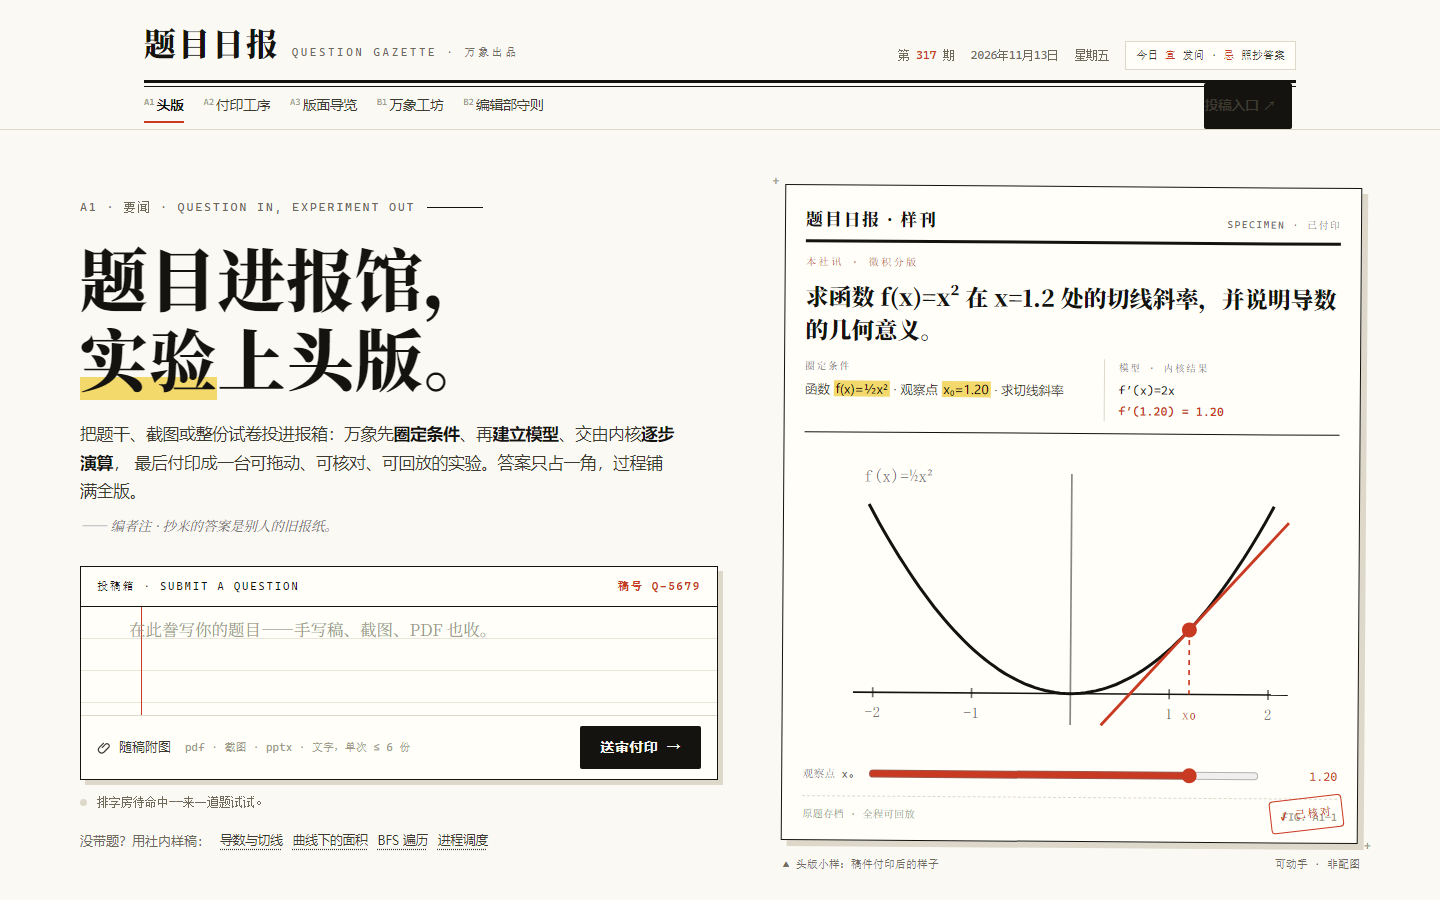 题目日报 QUESTION GAZETTE · 万象出品
第 317 期 2026年11月13日 星期五 今日 宜 发问 · 忌 照抄答案
A1 头版 A2 付印工序 A3 版面导览 B1 万象工坊 B2 编辑部守则 投稿入口 ↗
A1 · 要闻 · QUESTION IN, EXPERIMENT OUT
题目进报馆，
实验上头版。
把题干、截图或整份试卷投进报箱：万象先圈定条件、再建立模型、交由内核逐步
演算， 最后付印成一台可拖动、可核对、可回放的实验。答案只占一角，过程铺
满全版。
—— 编者注 · 抄来的答案是别人的旧报纸。
投稿箱 · SUBMIT A QUESTION 稿号 Q-5679
在此誊写你的题目——手写稿、截图、PDF 也收。
随稿附图 pdf · 截图 · pptx · 文字，单次 ≤ 6 份 送审付印 →
排字房待命中——来一道题试试。
没带题？用社内样稿： 导数与切线 曲线下的面积 BFS 遍历 进程调度
题目日报 · 样刊 SPECIMEN · 已付印
本社讯 · 微积分版
求函数 f(x)=x² 在 x=1.2 处的切线斜率，并说明导数
的几何意义。
圈定条件
函数 f(x)=½x² · 观察点 x₀=1.20 · 求切线斜率
模型 · 内核结果
f′(x)=2x
f′(1.20) = 1.20
f(x)=½x²
-2 -1 1 x₀ 2
观察点 x₀ 1.20
原题存档 · 全程可回放
▲ 头版小样：稿件付印后的样子 可动手 · 非配图